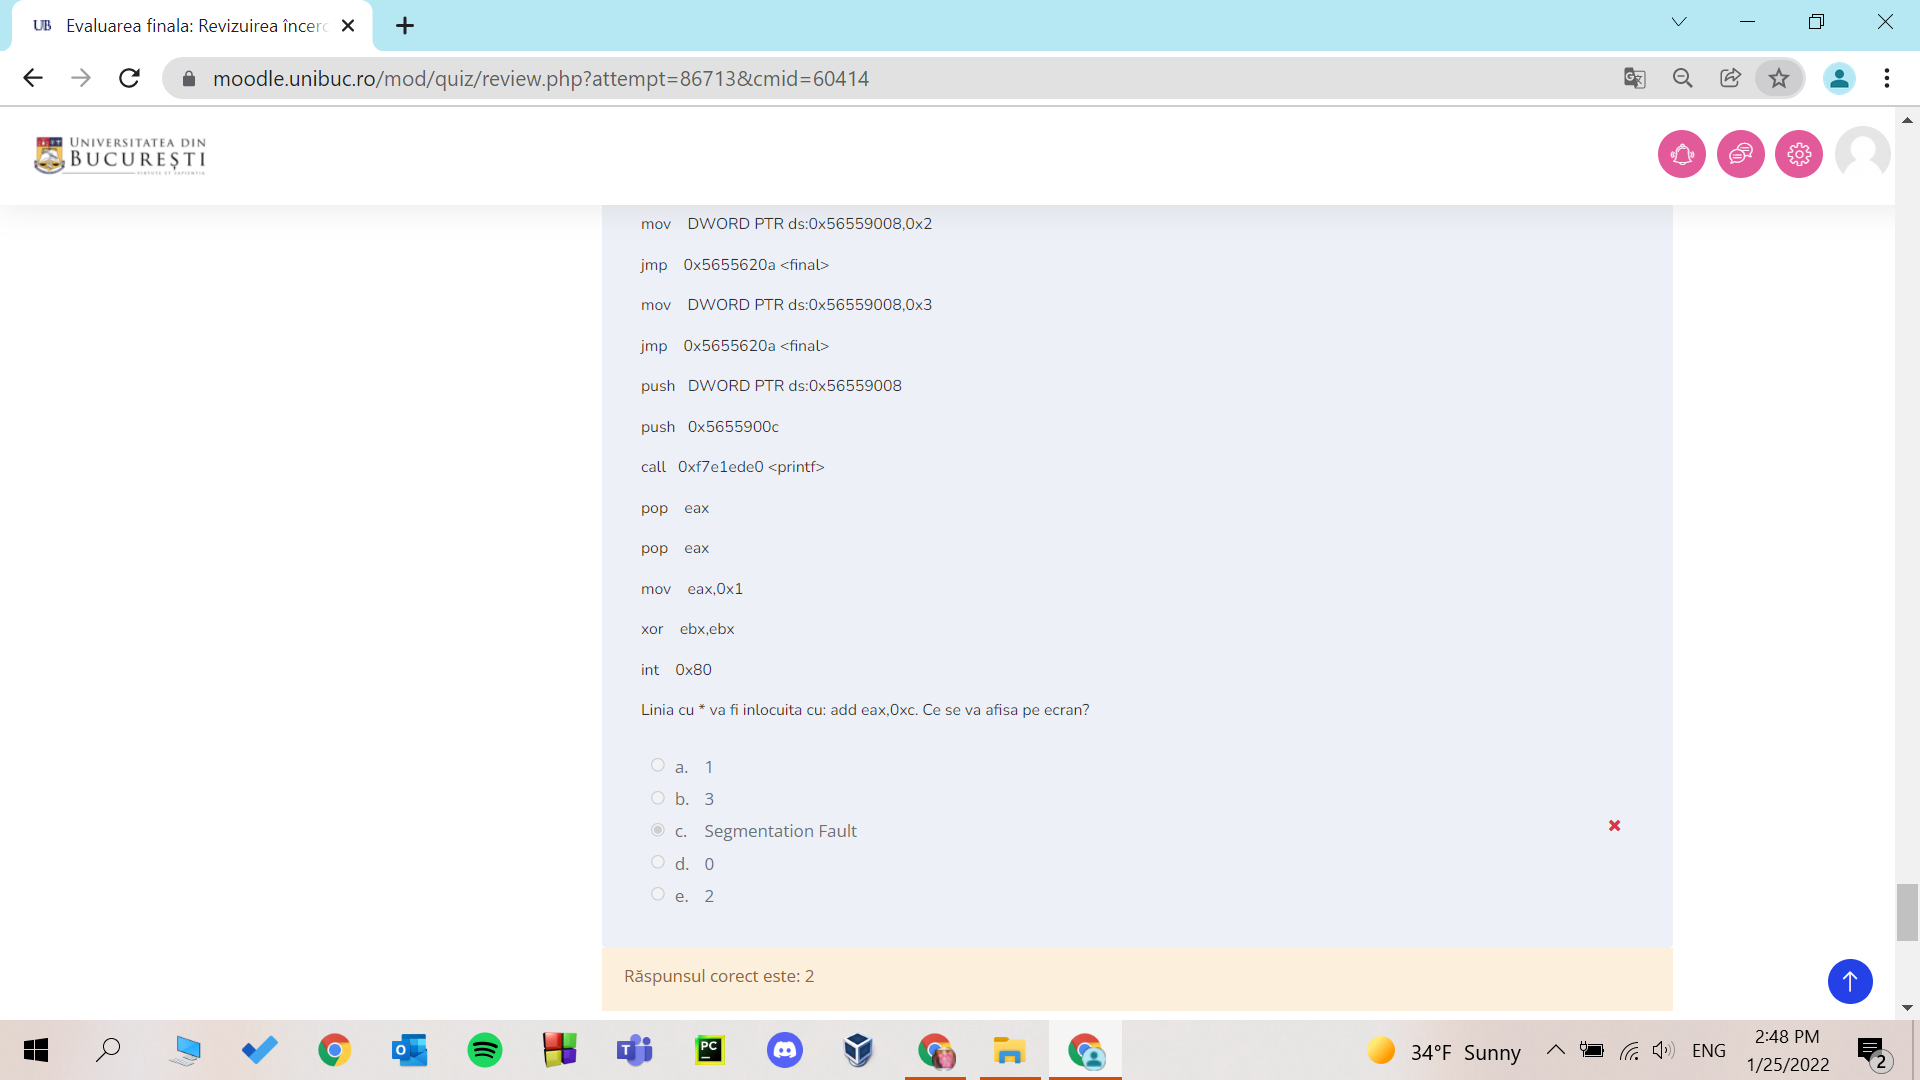 UB Evaluarea finala: Revizuirea încerc
moodle.unibuc.ro/mod/quiz/review.php?attempt=86713&cmid=60414
UNIVERSITATEA DIN
BUCUREȘTI
VIRTUTE ET SAPIENTIA
mov DWORD PTR ds:0x56559008,0x2
jmp 0x5655620a <final>
mov DWORD PTR ds:0x56559008,0x3
jmp 0x5655620a <final>
push DWORD PTR ds:0x56559008
push 0x5655900c
call 0xf7e1ede0 <printf>
pop eax
pop eax
mov eax,0x1
xor ebx,ebx
int 0x80
Linia cu * va fi inlocuita cu: add eax,0xc. Ce se va afisa pe ecran?
a. 1
b. 3
c. Segmentation Fault
d. 0
e. 2
Răspunsul corect este: 2
34°F Sunny
ENG
2:48 PM
1/25/2022
2